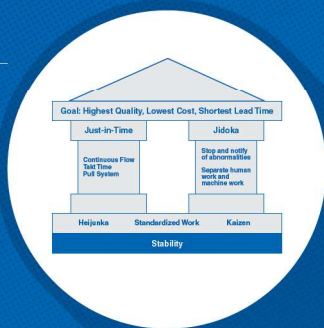 Goal: Highest Quality, Lowest Cost, Shortest Lead Time
Just-in-Time
Continuous Flow
Takt Time
Pull System
Jidoka
Stop and notify
of abnormalities
Separate human
work and
machine work
Heijunka Standardized Work Kaizen
Stability